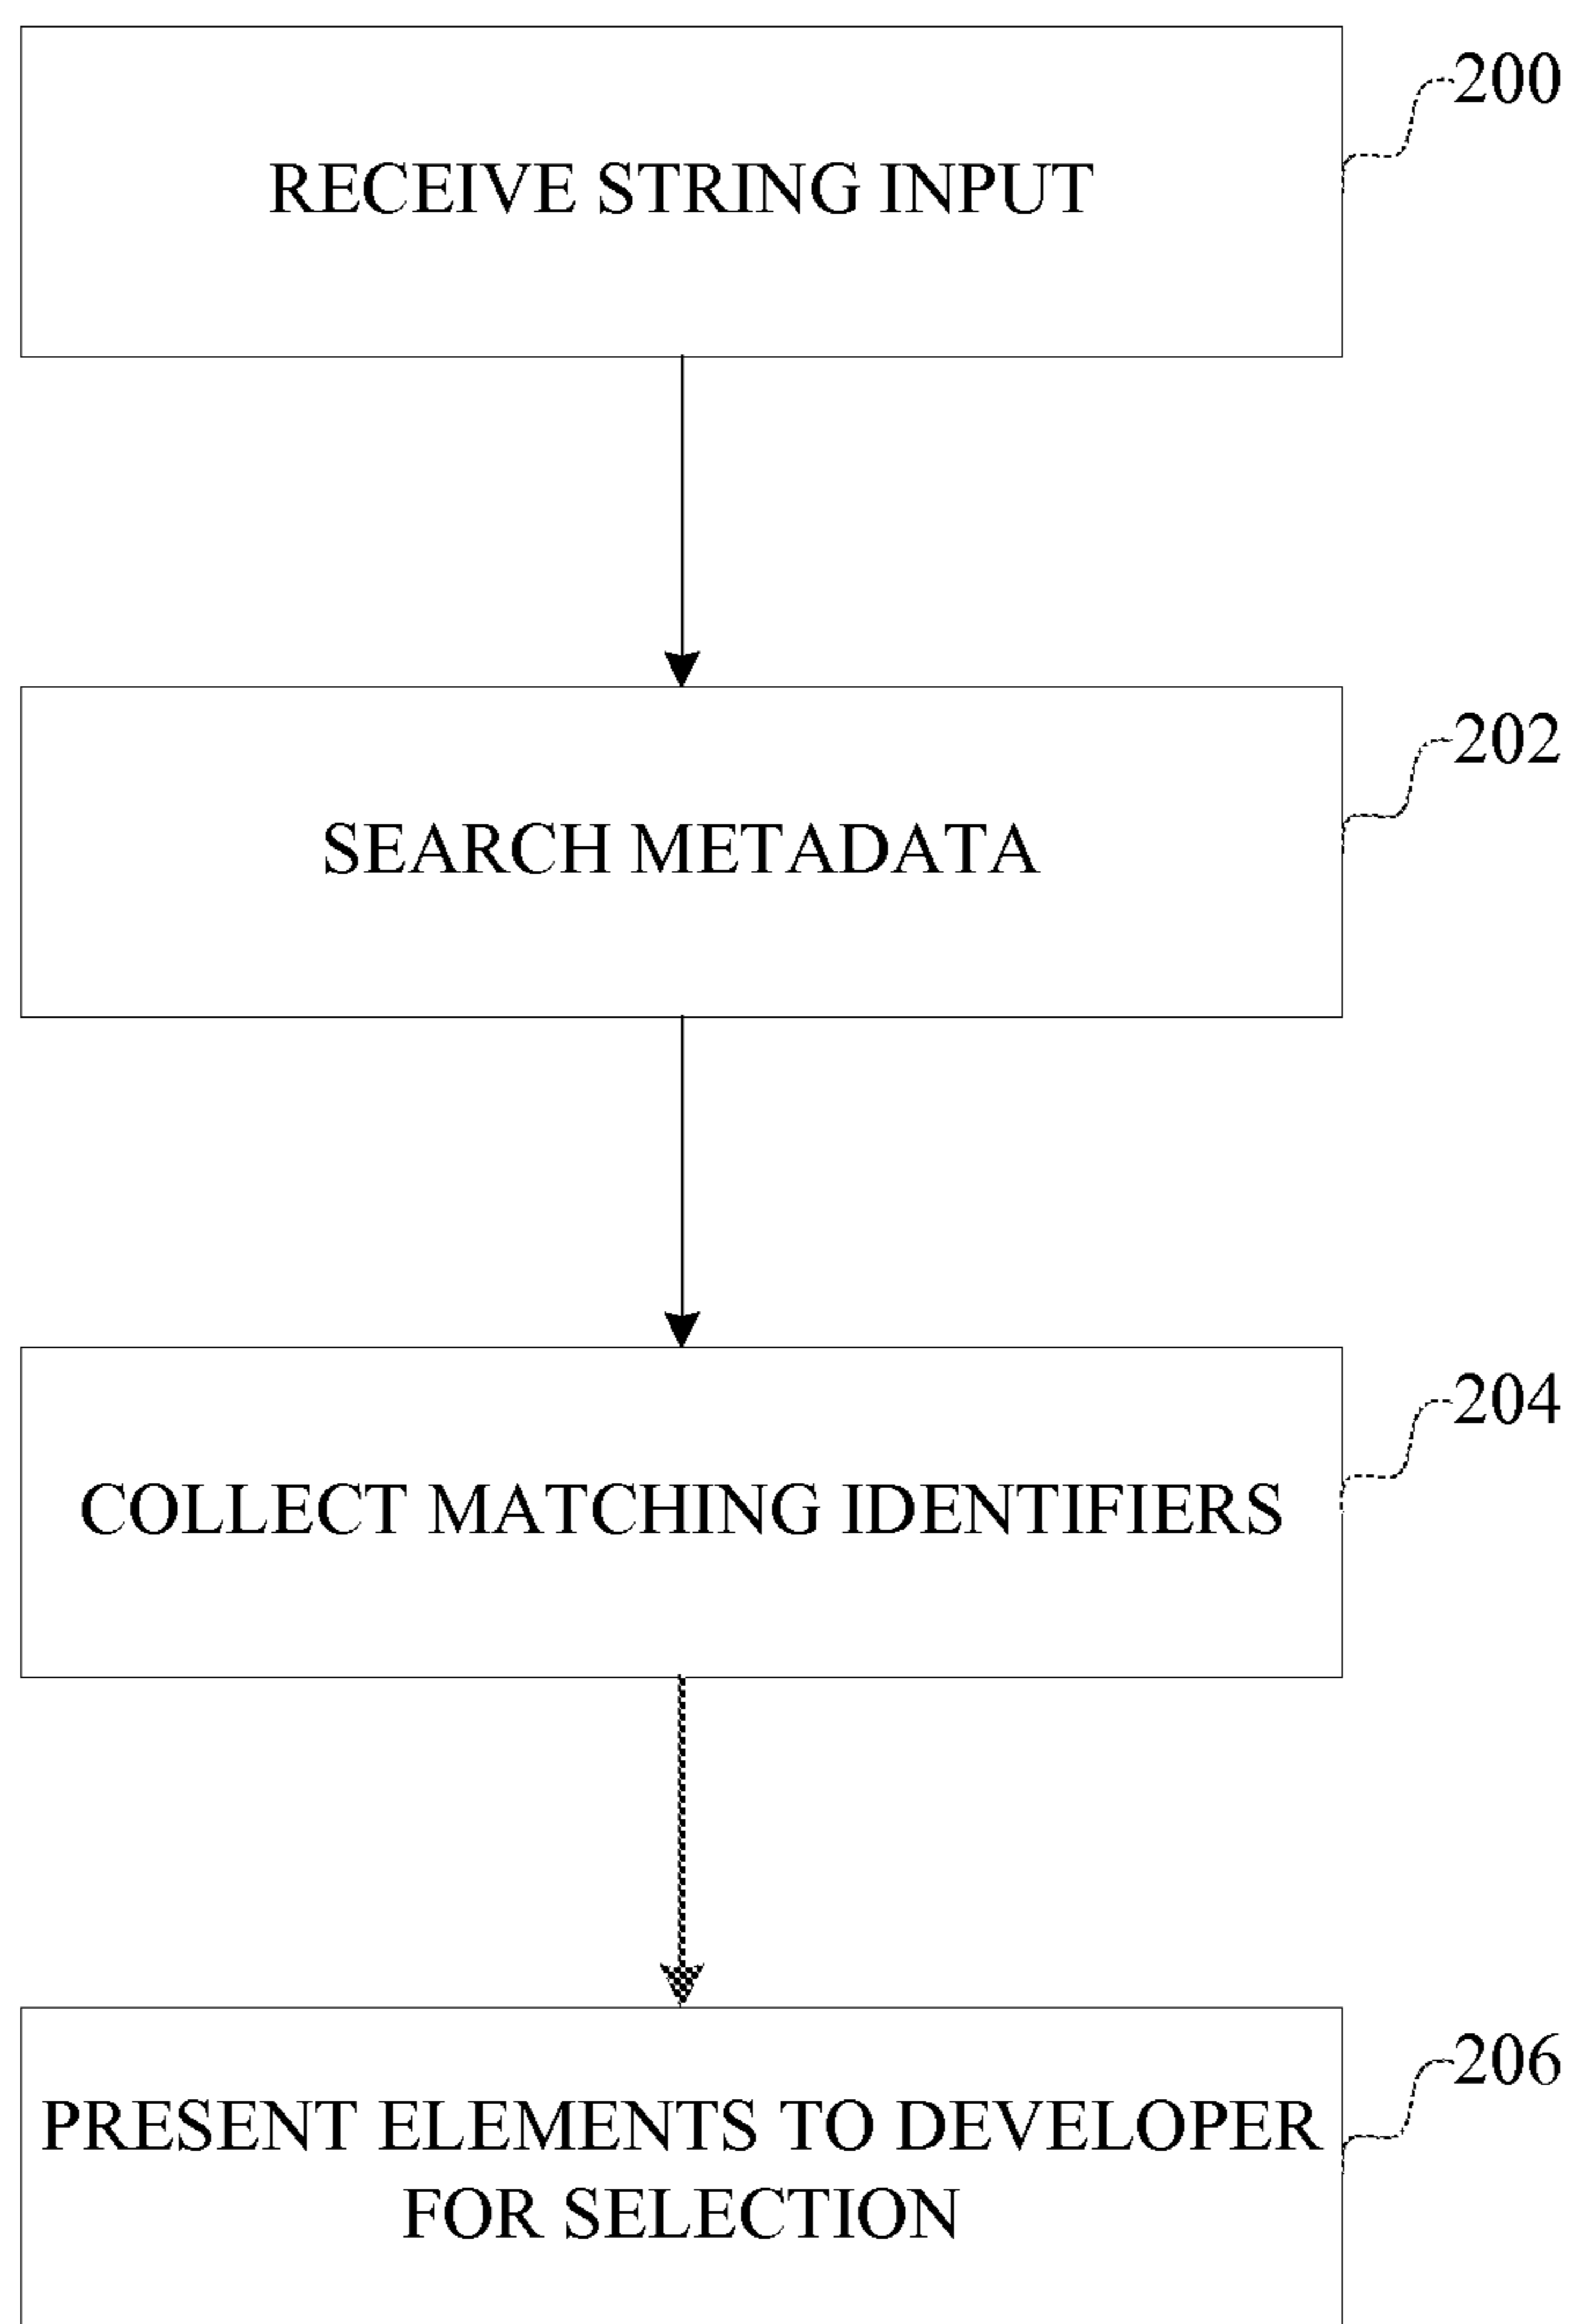 200
RECEIVE STRING INPUT
202
SEARCH METADATA
204
COLLECT MATCHING IDENTIFIERS
206
PRESENT ELEMENTS TO DEVELOPER
FOR SELECTION